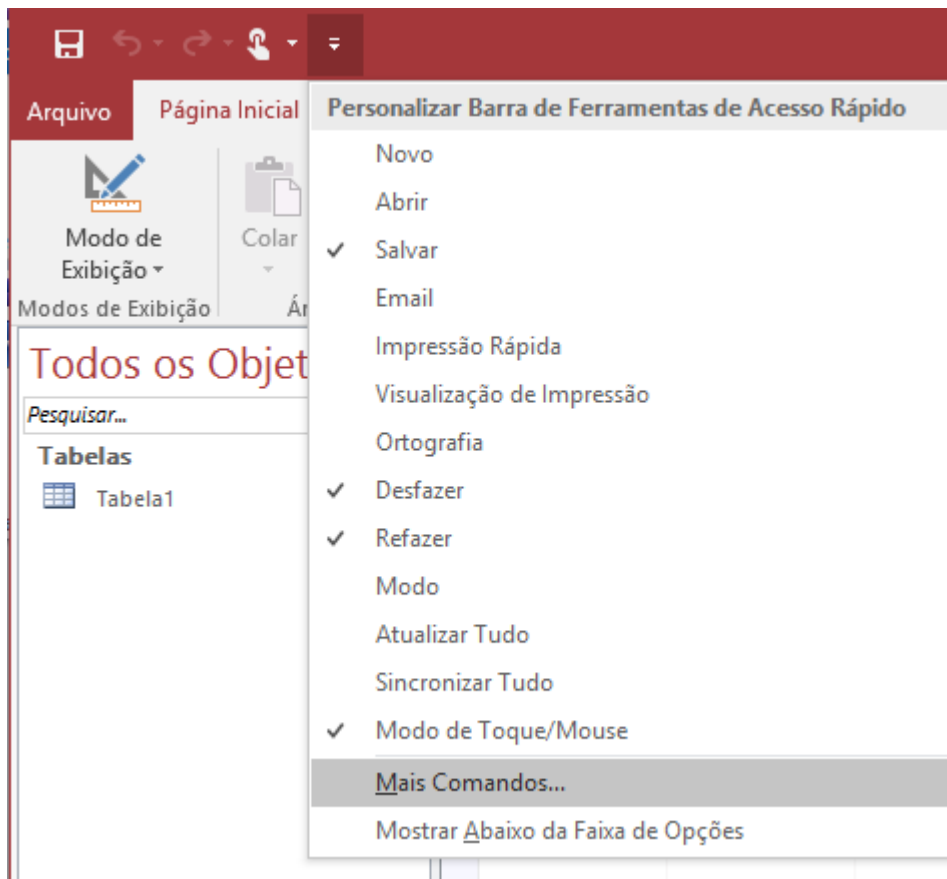 Arquivo
Página Inicial
Personalizar Barra de Ferramentas de Acesso Rápido
Novo
Abrir
Salvar
Email
Impressão Rápida
Visualização de Impressão
Ortografia
Desfazer
Refazer
Modo
Atualizar Tudo
Sincronizar Tudo
Modo de Toque/Mouse
Mais Comandos...
Mostrar Abaixo da Faixa de Opções
Modo de
Exibição
Colar
Modos de Exibição
Ár
Todos os Objet
Pesquisar...
Tabelas
Tabela1